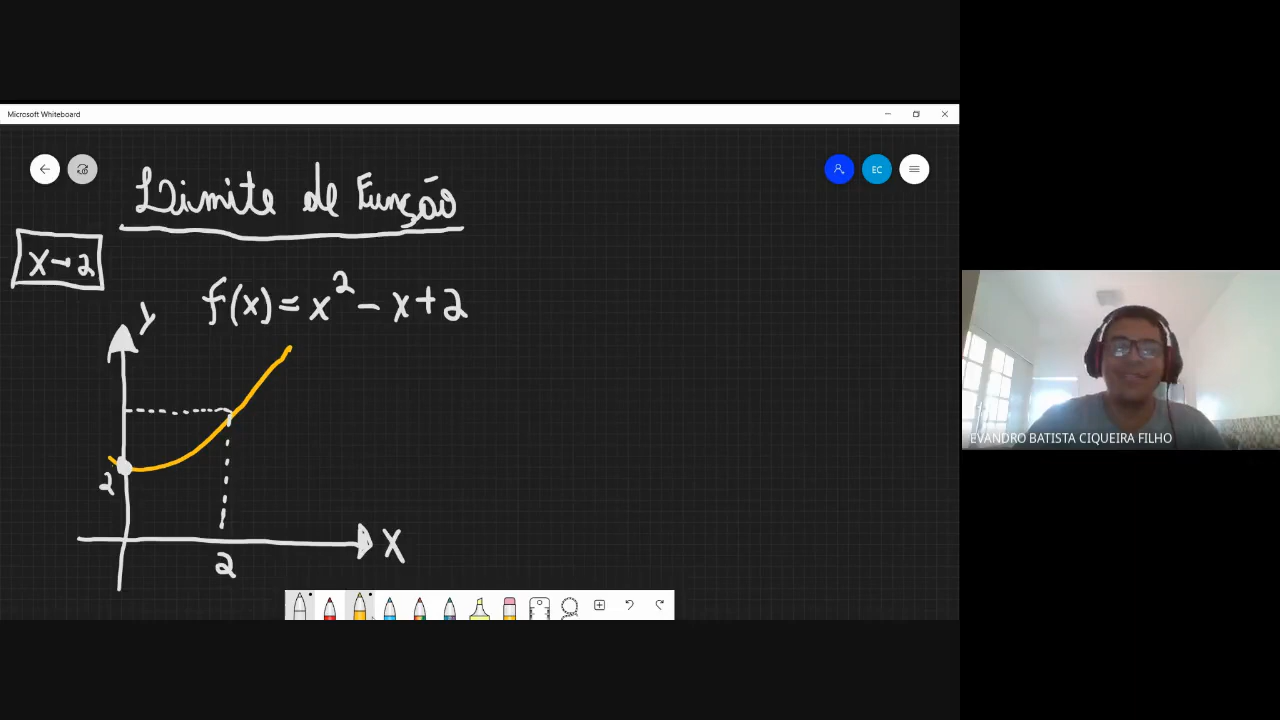 Microsoft Whiteboard
EC
Limite de Função
X→2
f(x) = x² - x + 2
y
2
2
X
EVANDRO BATISTA CIQUEIRA FILHO